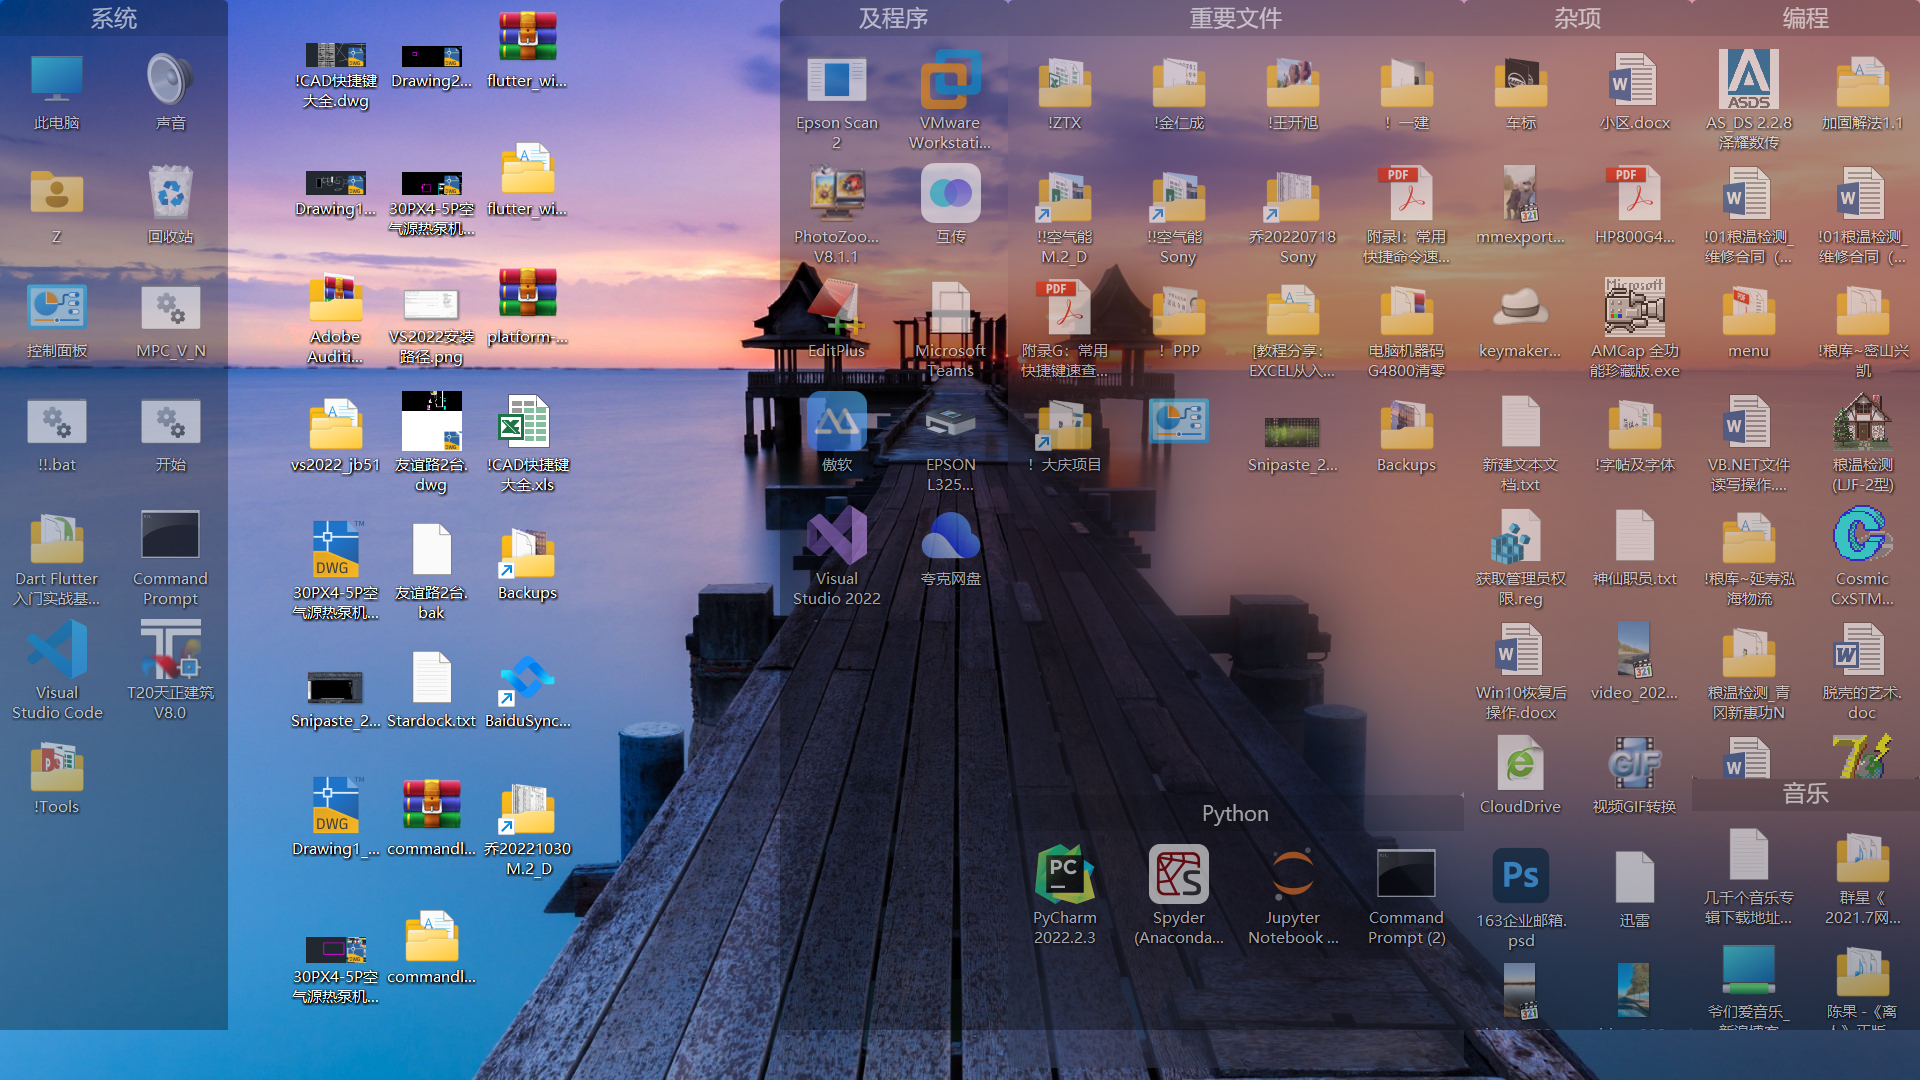 系统
此电脑
声音
Z
回收站
控制面板
MPC_V_N
!!.bat
开始
Dart Flutter
入门实战基...
Command
Prompt
Visual
Studio Code
T20天正建筑
V8.0
!Tools
!CAD快捷键
大全.dwg
Drawing2...
flutter_wi...
Drawing1...
30PX4-5P空
气源热泵机...
flutter_wi...
Adobe
Auditi...
VS2022安装
路径.png
platform-...
vs2022_jb51
友谊路2台.
dwg
!CAD快捷键
大全.xls
30PX4-5P空
气源热泵机...
友谊路2台.
bak
Backups
Snipaste_2...
Stardock.txt
BaiduSync...
Drawing1_...
commandl...
乔20221030
M.2_D
30PX4-5P空
气源热泵机...
commandl...
及程序
Epson Scan
2
VMware
Workstati...
PhotoZoo...
V8.1.1
互传
EditPlus
Microsoft
Teams
傲软
EPSON
L325...
Visual
Studio 2022
夸克网盘
重要文件
!ZTX
!金仁成
!王开旭
！一建
!!空气能
M.2_D
!!空气能
Sony
乔20220718
Sony
附录I：常用
快捷命令速...
附录G：常用
快捷键速查...
！PPP
[教程分享:
EXCEL从入...
电脑机器码
G4800清零
！大庆项目
Snipaste_2...
Backups
Python
PyCharm
2022.2.3
Spyder
(Anaconda...
Jupyter
Notebook ...
Command
Prompt (2)
杂项
车标
小区.docx
mmexport...
HP800G4...
keymaker...
AMCap 全功
能珍藏版.exe
新建文本文
档.txt
!字帖及字体
获取管理员权
限.reg
神仙职员.txt
Win10恢复后
操作.docx
video_202...
CloudDrive
视频GIF转换
163企业邮箱.
psd
迅雷
编程
AS_DS 2.2.8
泽耀数传
加固解法1.1
!01粮温检测_
维修合同（...
!01粮温检测_
维修合同（...
menu
!粮库~密山兴
凯
VB.NET文件
读写操作....
粮温检测
(LJF-2型)
!粮库~延寿泓
海物流
Cosmic
CxSTM...
粮温检测_青
冈新惠功N
脱壳的艺术.
doc
音乐
几千个音乐专
辑下载地址...
群星《
2021.7网...
爷们爱音乐_
陈果 -《离